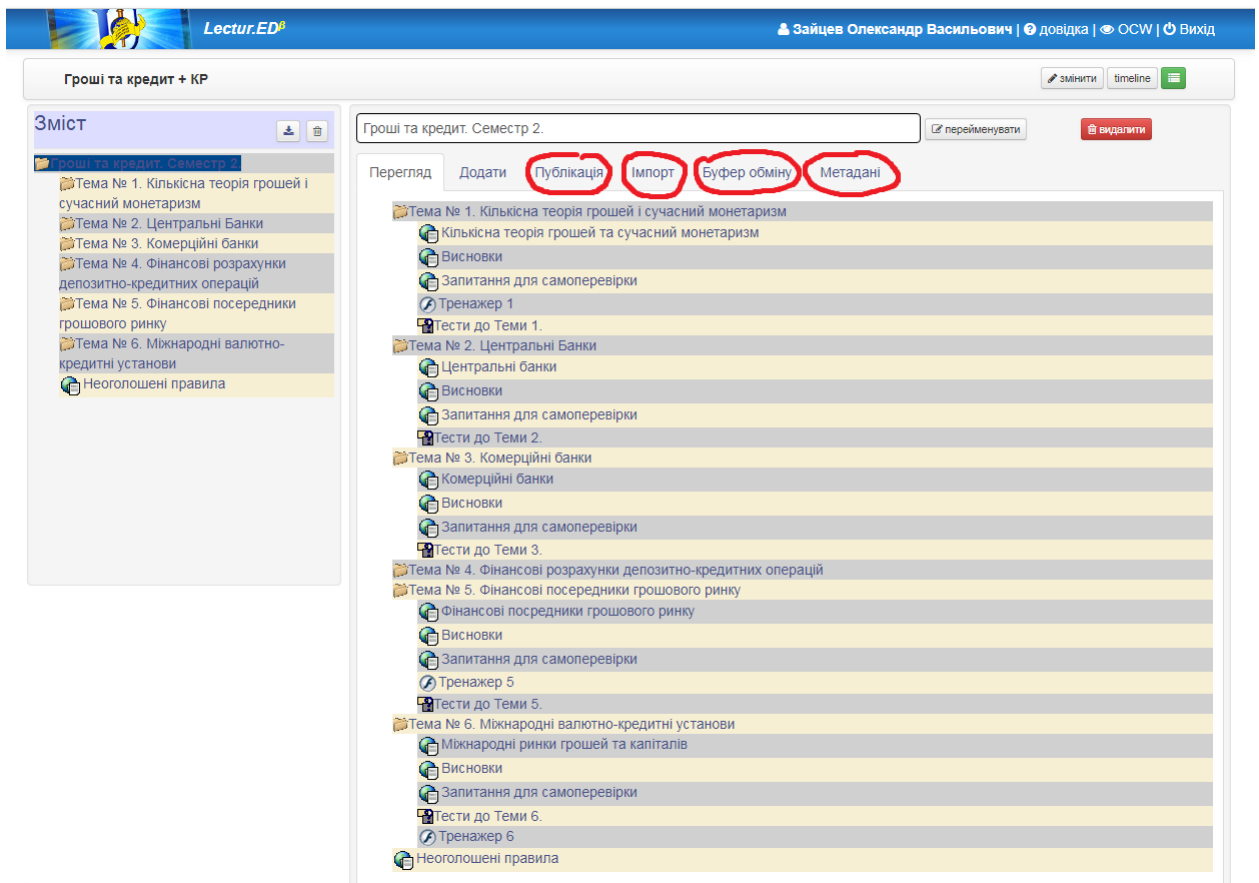 Lectur.EDβ
Зайцев Олександр Васильович | довідка | OCW | Вихід
Гроші та кредит + КР
змінити
timeline
Зміст
Гроші та кредит. Семестр 2.
Тема № 1. Кількісна теорія грошей і
сучасний монетаризм
Тема № 2. Центральні Банки
Тема № 3. Комерційні банки
Тема № 4. Фінансові розрахунки
депозитно-кредитних операцій
Тема № 5. Фінансові посередники
грошового ринку
Тема № 6. Міжнародні валютно-
кредитні установи
Неоголошені правила
Гроші та кредит. Семестр 2.
перейменувати
видалити
Перегляд Додати Публікація Імпорт Буфер обміну Метадані
Тема № 1. Кількісна теорія грошей і сучасний монетаризм
Кількісна теорія грошей та сучасний монетаризм
Висновки
Запитання для самоперевірки
Тренажер 1
Тести до Теми 1.
Тема № 2. Центральні Банки
Центральні банки
Висновки
Запитання для самоперевірки
Тести до Теми 2.
Тема № 3. Комерційні банки
Комерційні банки
Висновки
Запитання для самоперевірки
Тести до Теми 3.
Тема № 4. Фінансові розрахунки депозитно-кредитних операцій
Тема № 5. Фінансові посередники грошового ринку
Фінансові посредники грошового ринку
Висновки
Запитання для самоперевірки
Тренажер 5
Тести до Теми 5.
Тема № 6. Міжнародні валютно-кредитні установи
Міжнародні ринки грошей та капіталів
Висновки
Запитання для самоперевірки
Тести до Теми 6.
Тренажер 6
Неоголошені правила